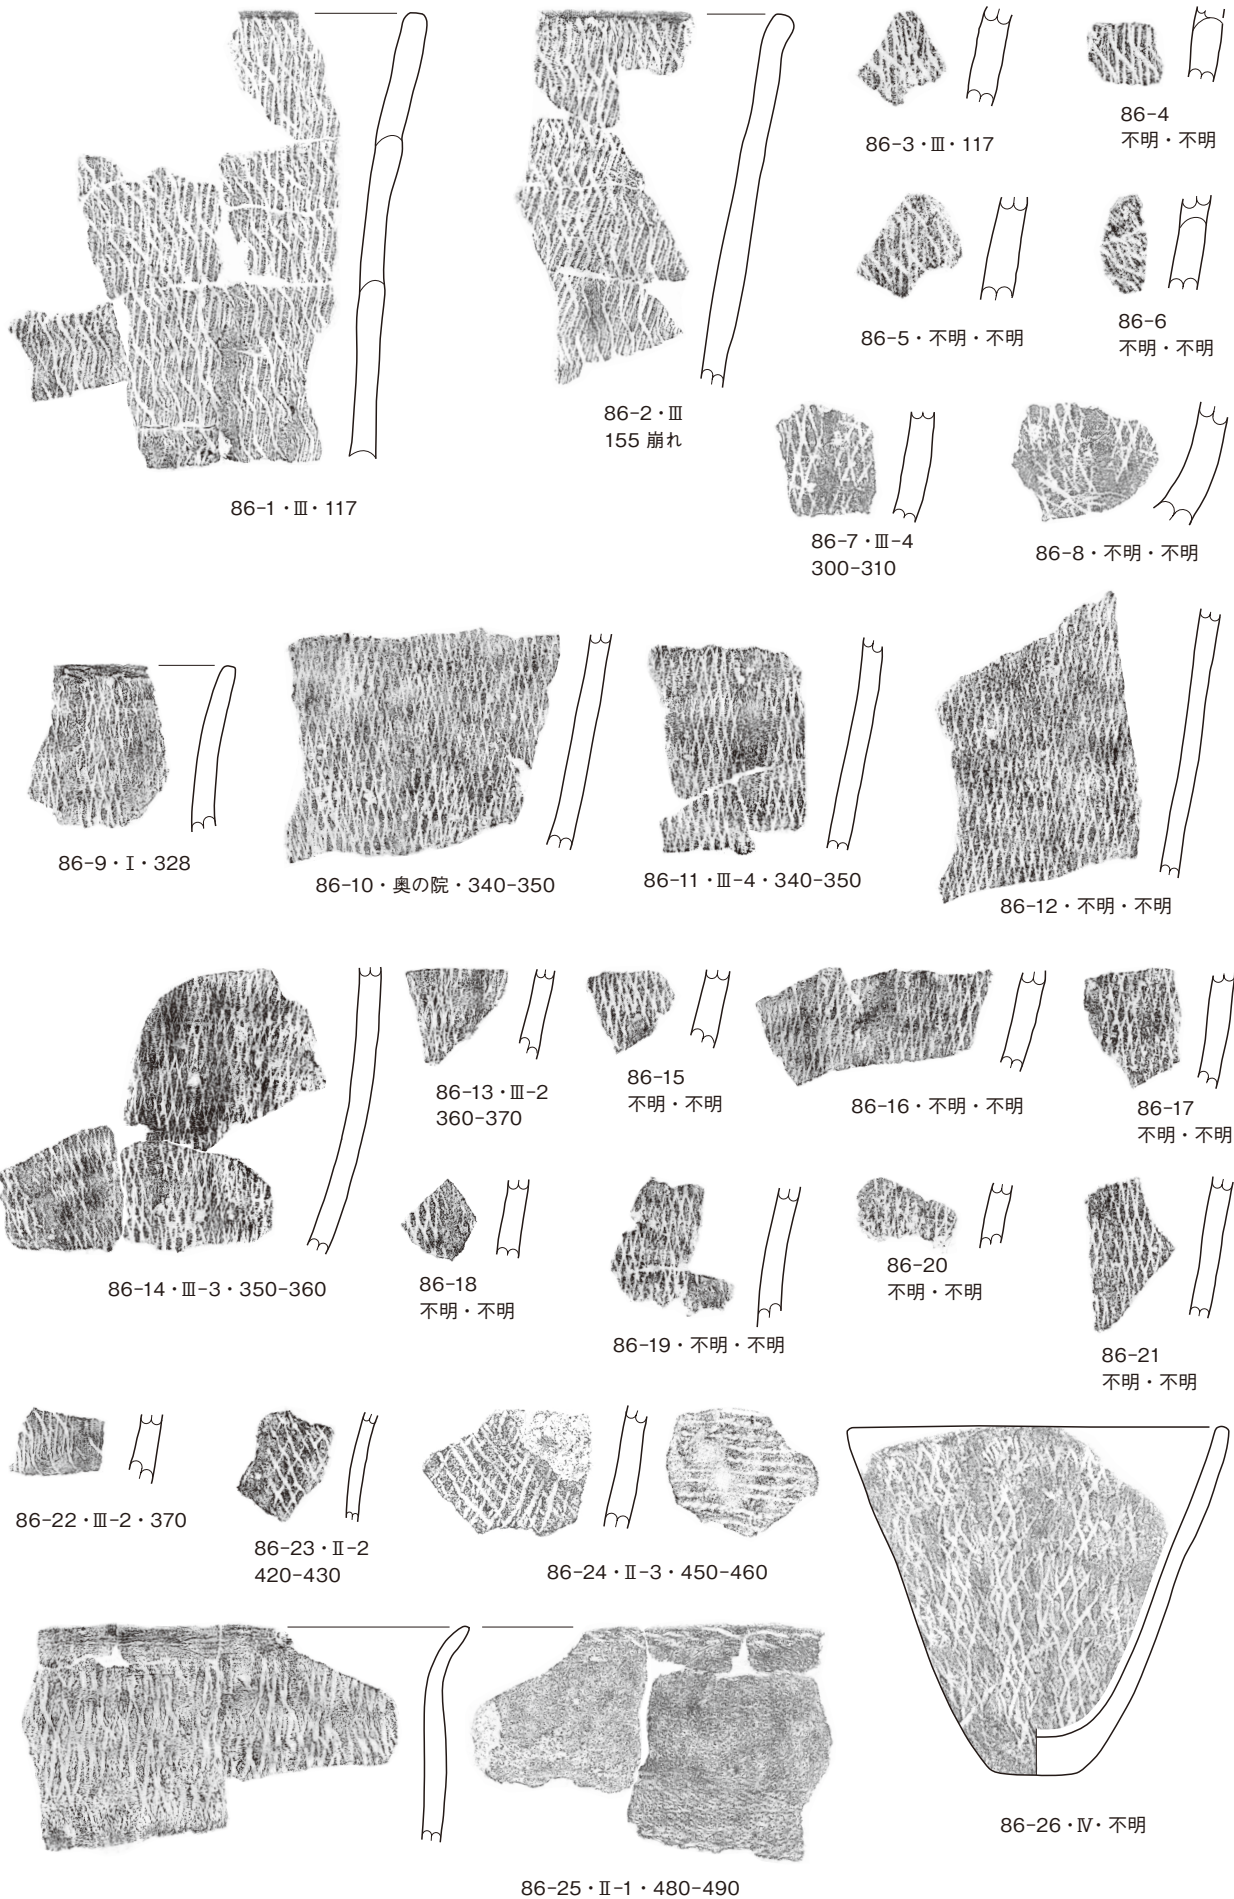 86-3・Ⅲ・117
86-4
不明・不明
86-5・不明・不明
86-6
不明・不明
86-2・Ⅲ
155 崩れ
86-1・Ⅲ・117
86-7・Ⅲ-4
300-310
86-8・不明・不明
86-9・Ⅰ・328
86-10・奥の院・340-350
86-11・Ⅲ-4・340-350
86-12・不明・不明
86-13・Ⅲ-2
360-370
86-15
不明・不明
86-16・不明・不明
86-17
不明・不明
86-14・Ⅲ-3・350-360
86-18
不明・不明
86-19・不明・不明
86-20
不明・不明
86-21
不明・不明
86-22・Ⅲ-2・370
86-23・Ⅱ-2
420-430
86-24・Ⅱ-3・450-460
86-26・Ⅳ・不明
86-25・Ⅱ-1・480-490